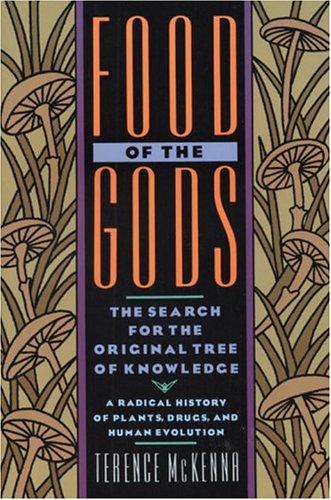 FOOD
OF THE
GODS
THE SEARCH
FOR THE
ORIGINAL TREE
OF KNOWLEDGE
A RADICAL HISTORY
OF PLANTS, DRUGS, AND
HUMAN EVOLUTION
TERENCE McKENNA